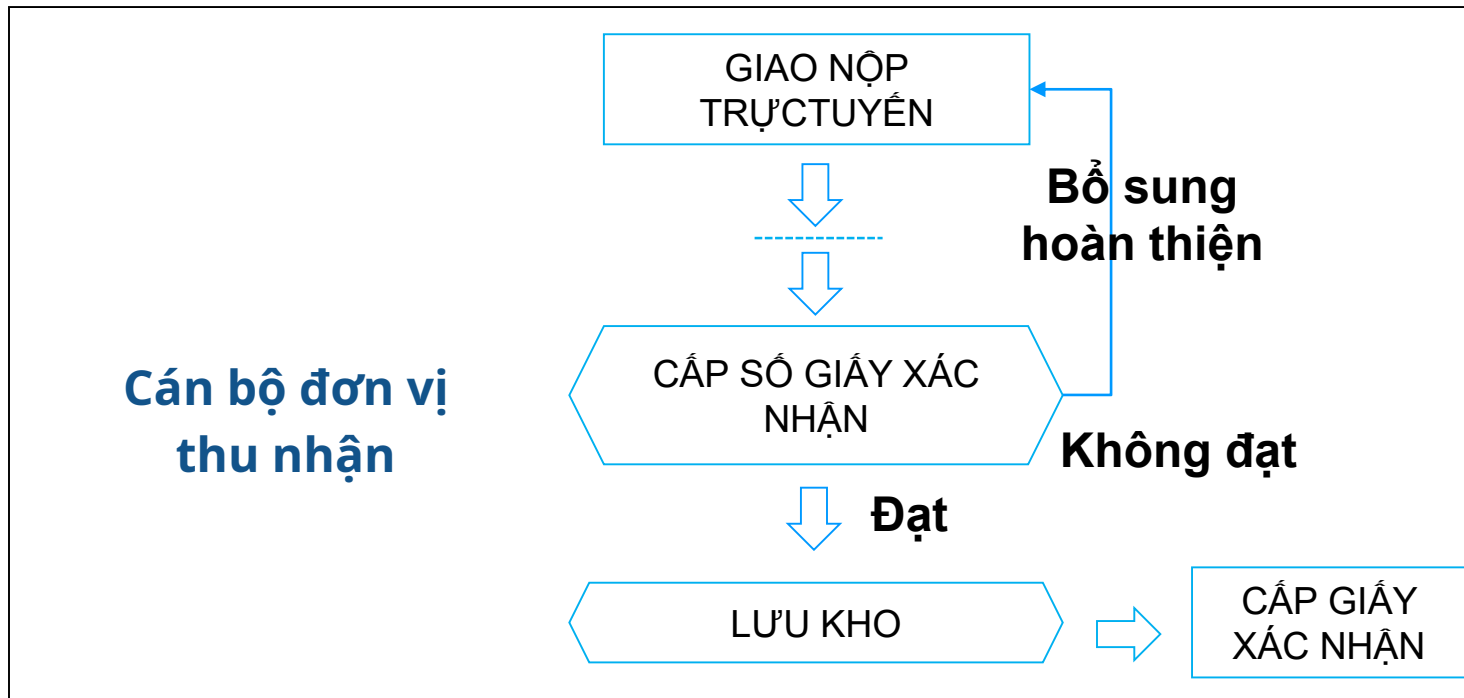 GIAO NỘP
TRỰCTUYẾN
Bổ sung
hoàn thiện
Cán bộ đơn vị
thu nhận
CẤP SỐ GIẤY XÁC
NHẬN
Không đạt
Đạt
LƯU KHO
CẤP GIẤY
XÁC NHẬN